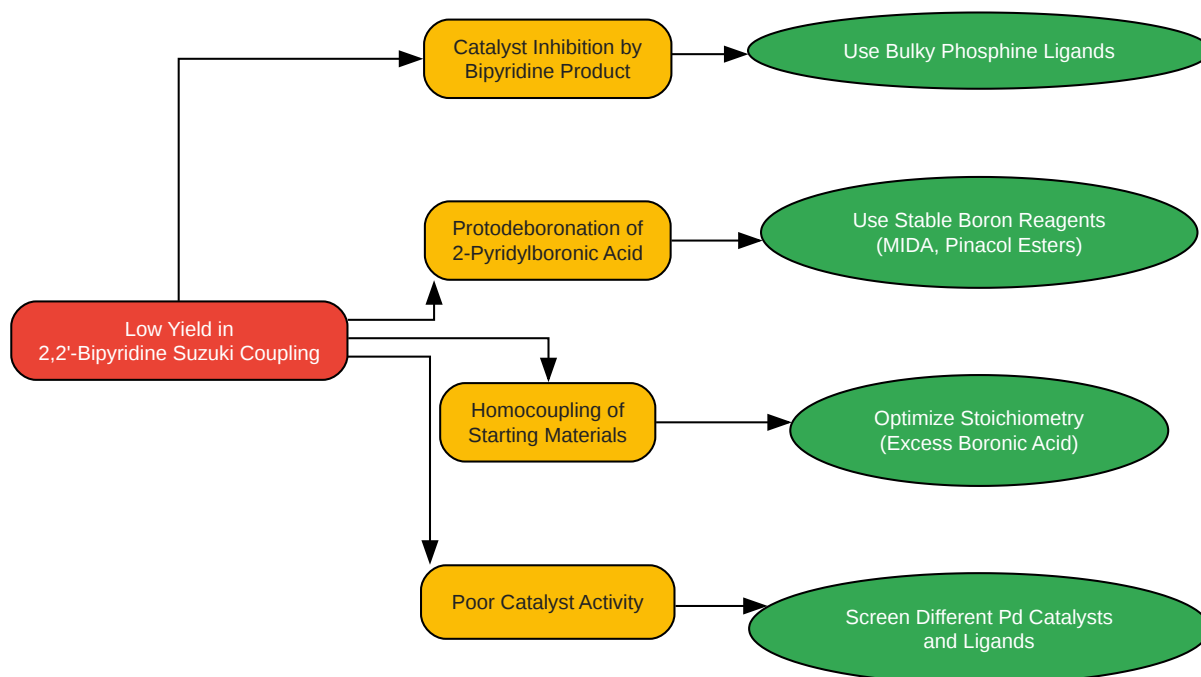 Catalyst Inhibition by
Bipyridine Product
Use Bulky Phosphine Ligands
Protodeboronation of
2-Pyridylboronic Acid
Use Stable Boron Reagents
(MIDA, Pinacol Esters)
Low Yield in
2,2'-Bipyridine Suzuki Coupling
Homocoupling of
Starting Materials
Optimize Stoichiometry
(Excess Boronic Acid)
Poor Catalyst Activity
Screen Different Pd Catalysts
and Ligands